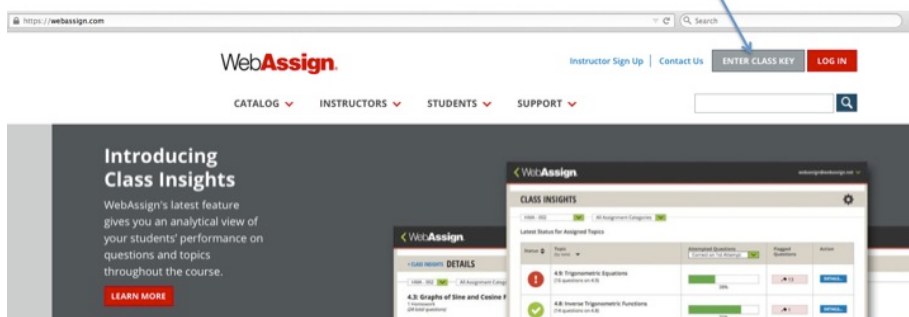 https://webassign.com
Search
WebAssign.
Instructor Sign Up | Contact Us
ENTER CLASS KEY
LOG IN
CATALOG
INSTRUCTORS
STUDENTS
SUPPORT
Introducing
Class Insights
WebAssign's latest feature
gives you an analytical view of
your students' performance on
questions and topics
throughout the course.
LEARN MORE
WebAssign
DETAILS
4.3: Graphs of Sine and Cosine
1 Homework
WebAssign
CLASS INSIGHTS
All Assignment Categories
Latest Status for Assigned Topics
Status
Topic
Attempted Questions
Flagged
Questions
Action
4.9: Trigonometric Equations
4.8: Inverse Trigonometric Functions